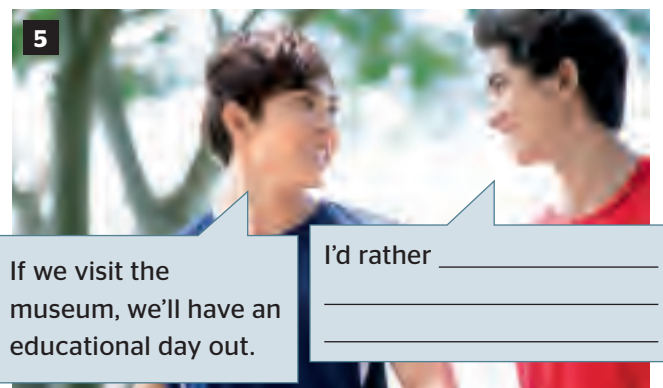 5
If we visit the
museum, we'll have an
educational day out.
I'd rather